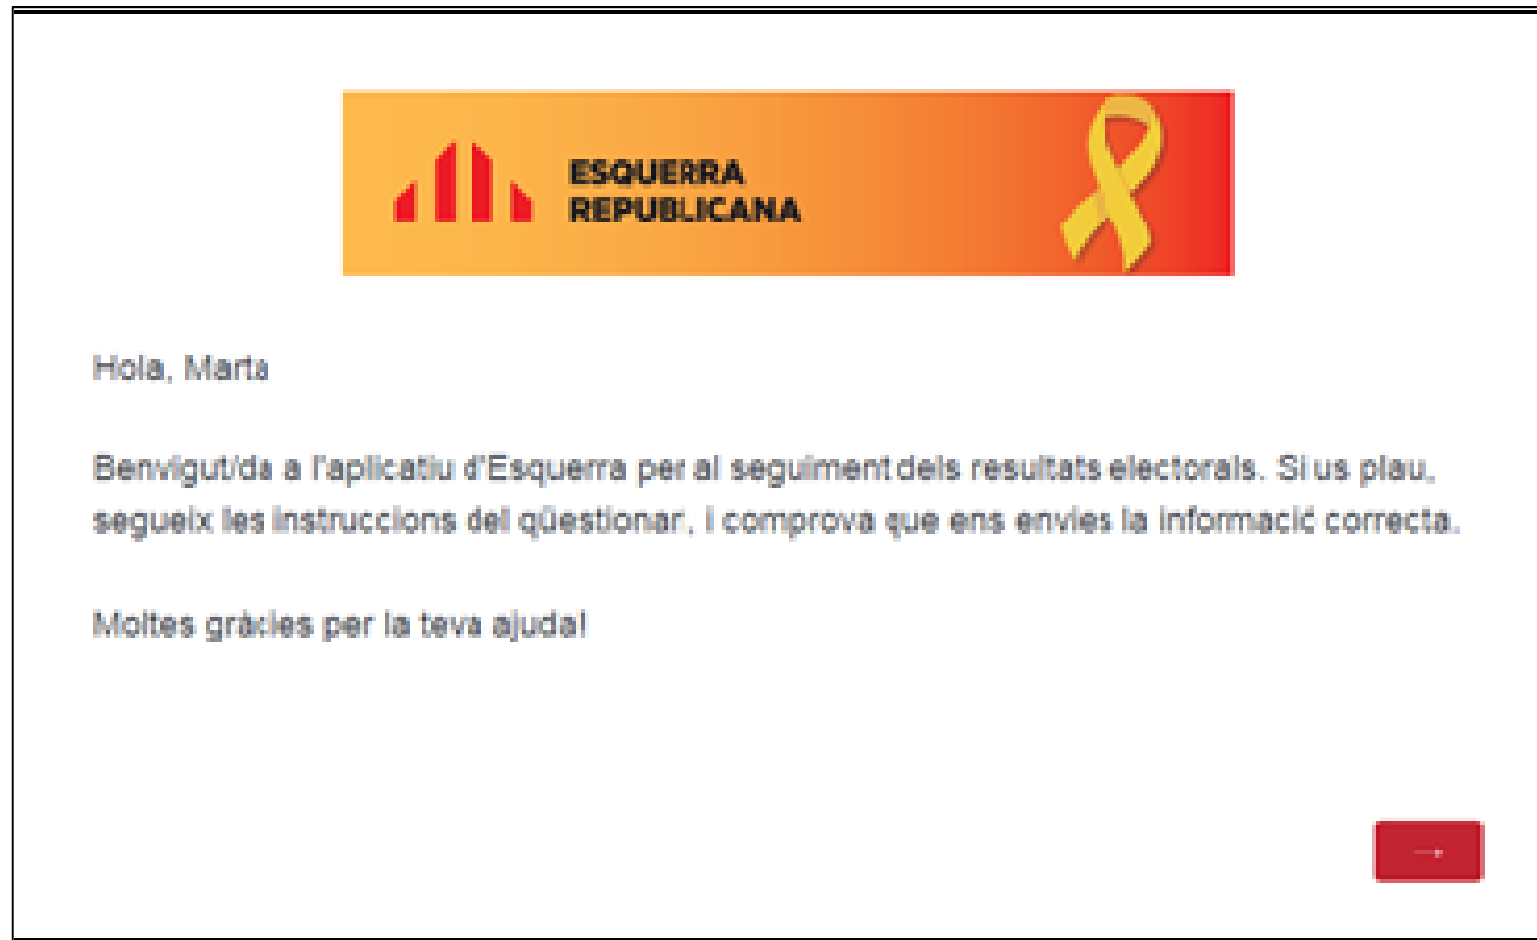 ESQUERRA
REPUBLICANA
Hola, Marta
Benvigut/da a l'aplicatiu d'Esquerra per al seguiment dels resultats electorals. Si us plau,
segueix les instruccions del qüestionari, i comprova que ens envies la informació correcta.
Moltes gràcies per la teva ajuda!
→